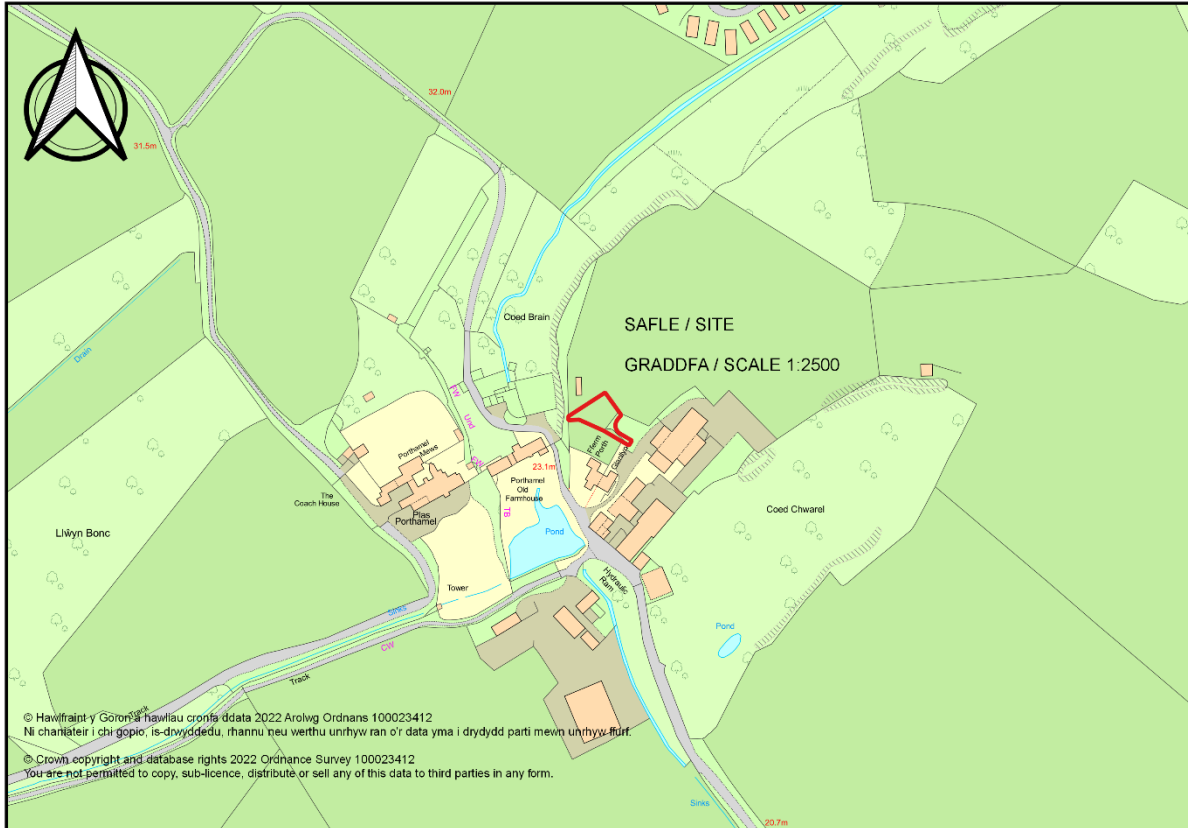 32.0m
31.5m
Drain
Coed Brain
SAFLE / SITE
GRADDFA / SCALE 1:2500
FW
Und
CW
Fferm
Porth
Gladfyn
Porthamel
Mews
23.1m
Porthamel
Old
Farmhouse
TB
The
Coach House
Plas
Porthamel
Coed Chwarel
Llwyn Bonc
Pond
Tower
Hydraulic
Ram
Sinks
CW
Pond
Track
Track
© Hawlfraint y Goron a hawliau cronfa ddata 2022 Arolwg Ordnans 100023412
Ni chaniateir i chi gopio, is-drwyddedu, rhannu neu werthu unrhyw ran o'r data yma i drydydd parti mewn unrhyw ffurf.
© Crown copyright and database rights 2022 Ordnance Survey 100023412
You are not permitted to copy, sub-licence, distribute or sell any of this data to third parties in any form.
Sinks
20.7m